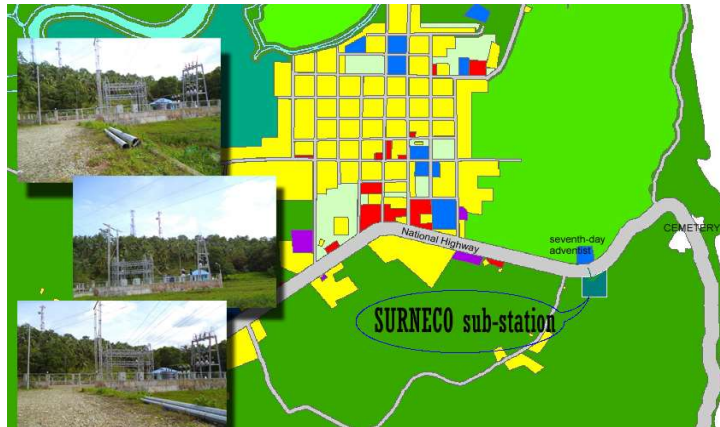 National Highway
seventh-day
adventist
CEMETERY
SURNECO sub-station